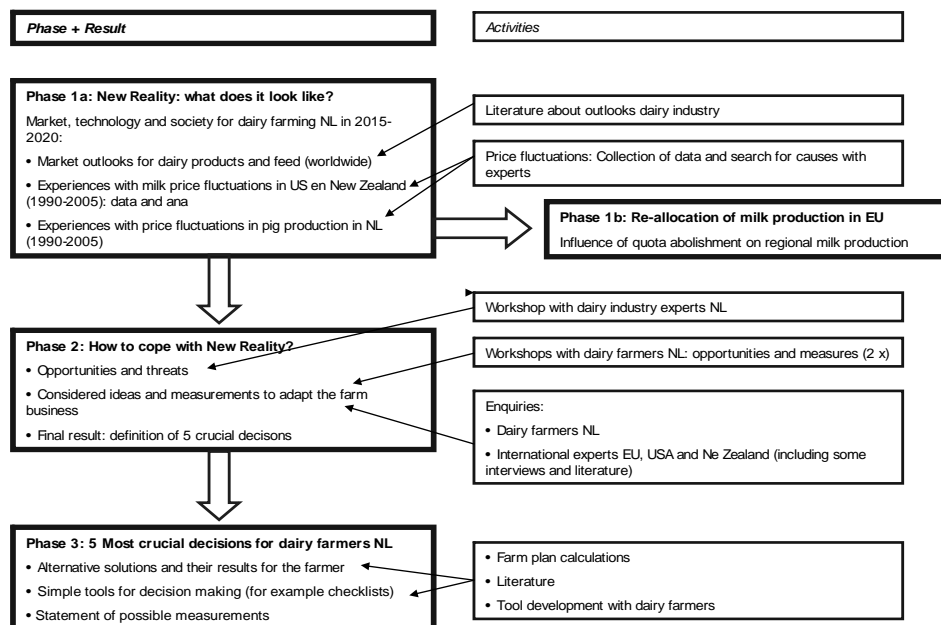 Phase + Result
Activities
Phase 1a: New Reality: what does it look like?
Market, technology and society for dairy farming NL in 2015-
2020:
• Market outlooks for dairy products and feed (worldwide)
• Experiences with milk price fluctuations in US en New Zealand
(1990-2005): data and ana
• Experiences with price fluctuations in pig production in NL
(1990-2005)
Literature about outlooks dairy industry
Price fluctuations: Collection of data and search for causes with
experts
Phase 1b: Re-allocation of milk production in EU
Influence of quota abolishment on regional milk production
Workshop with dairy industry experts NL
Phase 2: How to cope with New Reality?
• Opportunities and threats
• Considered ideas and measurements to adapt the farm
business
• Final result: definition of 5 crucial decisons
Workshops with dairy farmers NL: opportunities and measures (2 x)
Enquiries:
• Dairy farmers NL
• International experts EU, USA and Ne Zealand (including some
interviews and literature)
Phase 3: 5 Most crucial decisions for dairy farmers NL
• Alternative solutions and their results for the farmer
• Simple tools for decision making (for example checklists)
• Statement of possible measurements
• Farm plan calculations
• Literature
• Tool development with dairy farmers